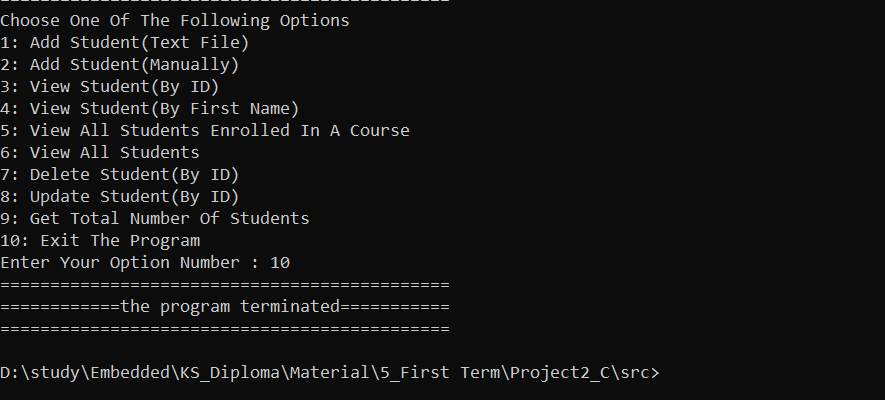 =============================================
Choose One Of The Following Options
1: Add Student(Text File)
2: Add Student(Manually)
3: View Student(By ID)
4: View Student(By First Name)
5: View All Students Enrolled In A Course
6: View All Students
7: Delete Student(By ID)
8: Update Student(By ID)
9: Get Total Number Of Students
10: Exit The Program
Enter Your Option Number : 10
=============================================
============the program terminated===========
=============================================
D:\study\Embedded\KS_Diploma\Material\5_First Term\Project2_C\src>